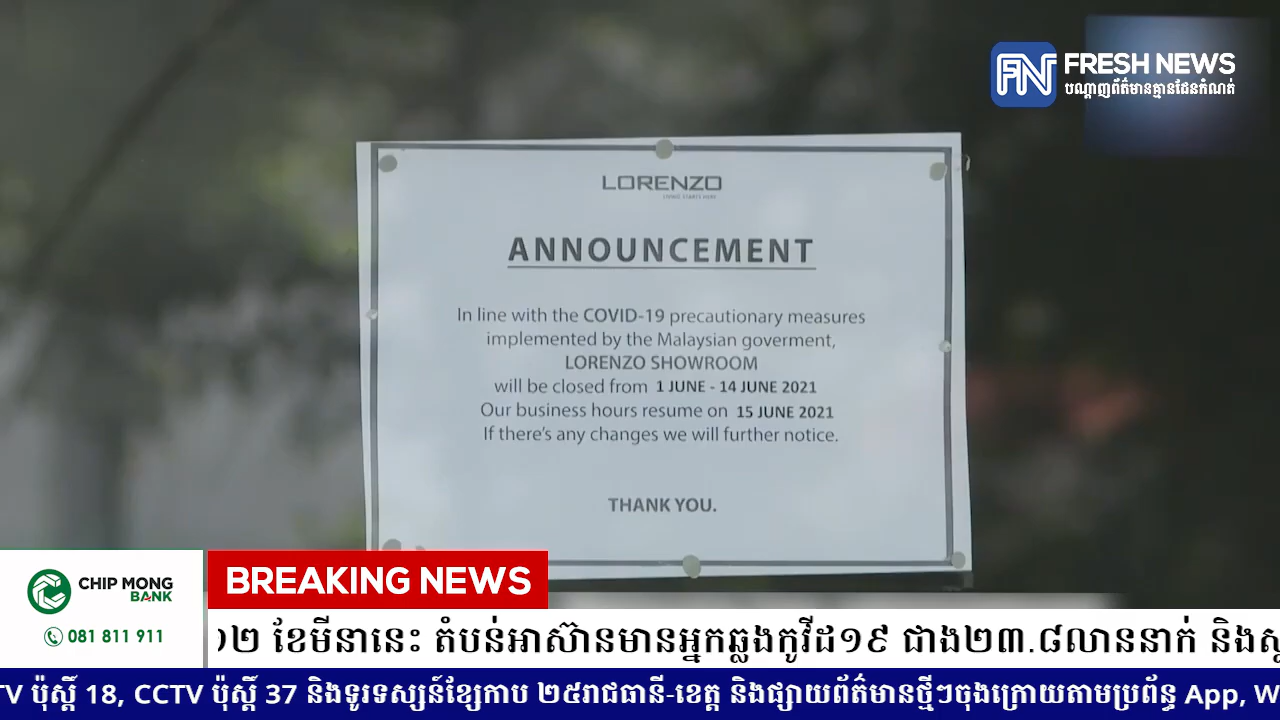 FRESH NEWS
បណ្ដាញព័ត៌មានគ្មានដែនកំណត់
LORENZO
ANNOUNCEMENT
In line with the COVID-19 precautionary measures
implemented by the Malaysian goverment,
LORENZO SHOWROOM
will be closed from 1 JUNE - 14 JUNE 2021
Our business hours resume on 15 JUNE 2021
If there's any changes we will further notice.
THANK YOU.
CHIP MONG
BANK
081 811 911
BREAKING NEWS
ខែមីនានេះ តំបន់អាស៊ានមានអ្នកឆ្លងកូវីដ១៩ ជាង២៣.៨លាននាក់ និង
TV ប៉ុស្តិ៍ 18, CCTV ប៉ុស្តិ៍ 37 និងទូរទស្សន៍ខ្សែកាប ២៥រាជធានី-ខេត្ត និងផ្សាយព័ត៌មានថ្មីៗចុងក្រោយតាមប្រព័ន្ធ App, W